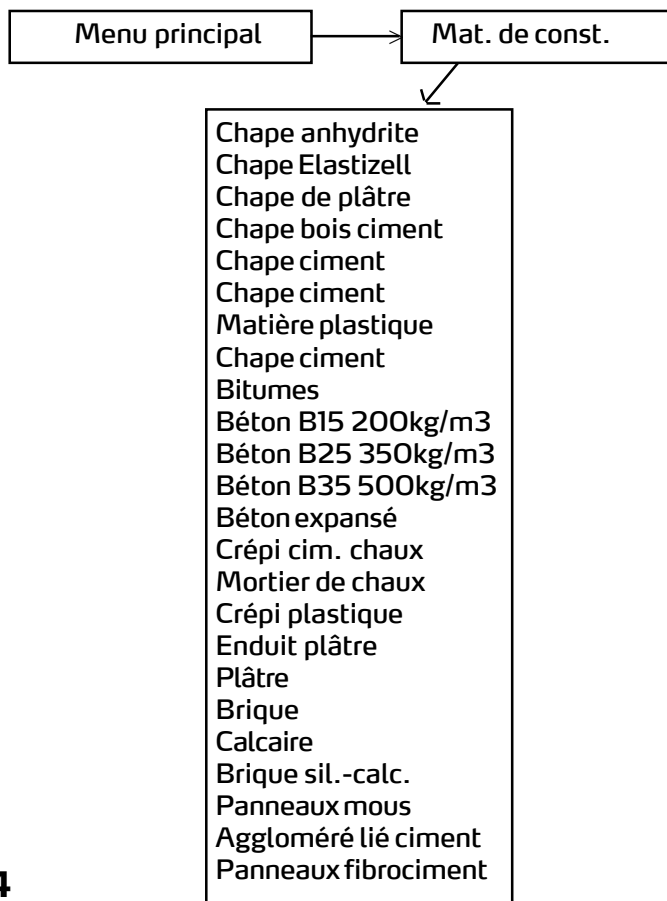 Menu principal
Mat. de const.
Chape anhydrite
Chape Elastizell
Chape de plâtre
Chape bois ciment
Chape ciment
Chape ciment
Matière plastique
Chape ciment
Bitumes
Béton B15 200kg/m3
Béton B25 350kg/m3
Béton B35 500kg/m3
Béton expansé
Crépi cim. chaux
Mortier de chaux
Crépi plastique
Enduit plâtre
Plâtre
Brique
Calcaire
Brique sil.-calc.
Panneaux mous
Aggloméré lié ciment
Panneaux fibrociment
4